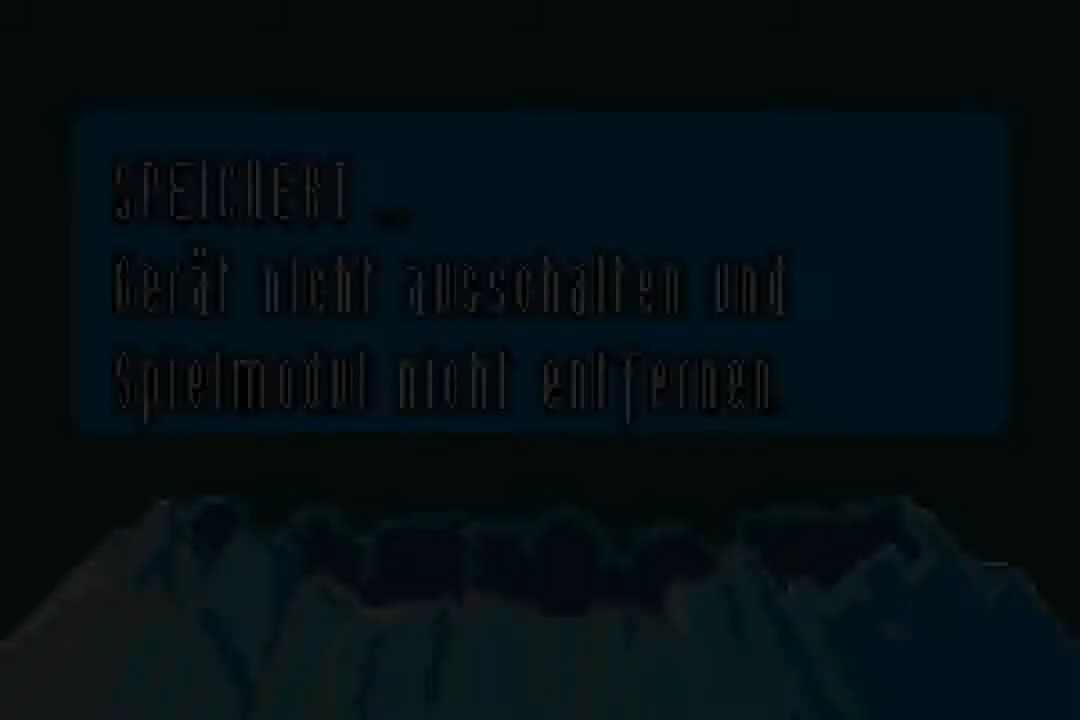 SPEICHERT ...
Gerät nicht ausschalten und
Spielmodul nicht entfernen.